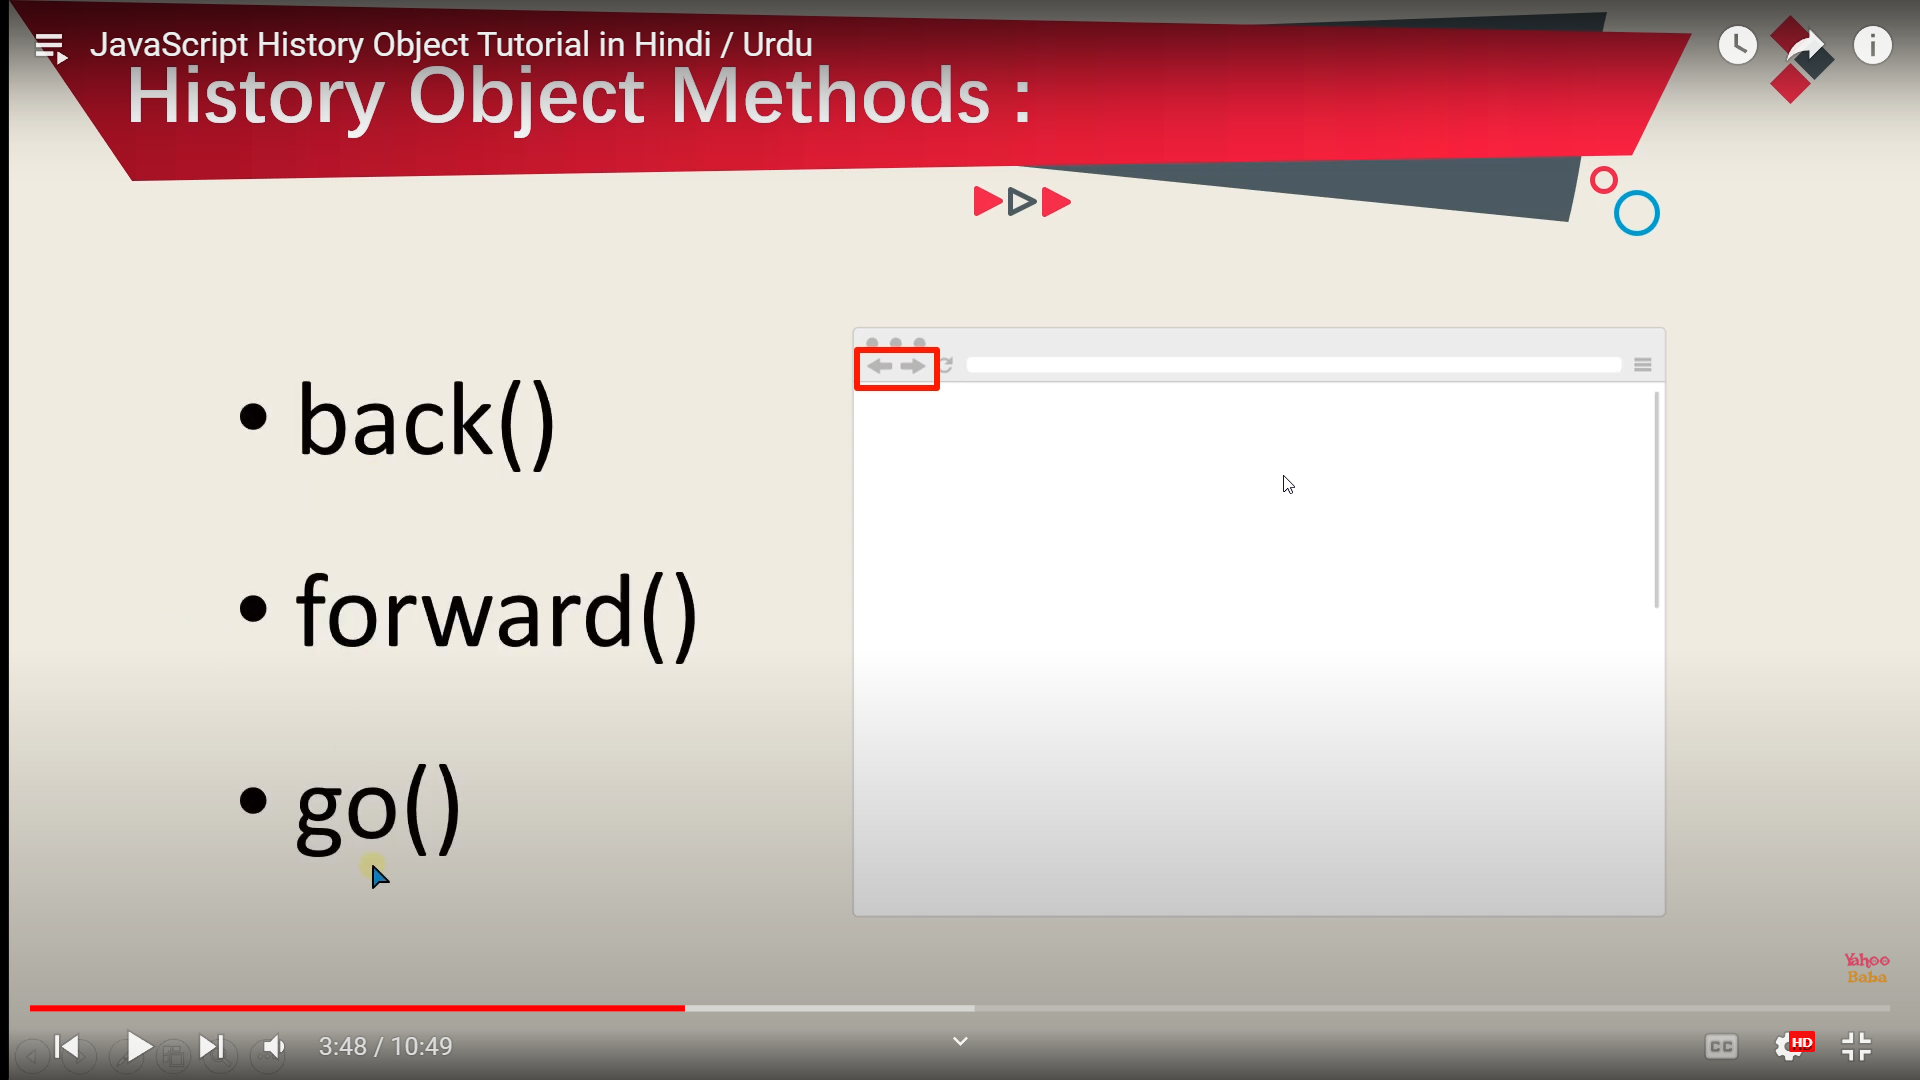 JavaScript History Object Tutorial in Hindi / Urdu
History Object Methods :
• back()
• forward()
• go()
Yahoo
Baba
3:48 / 10:49
CC
HD